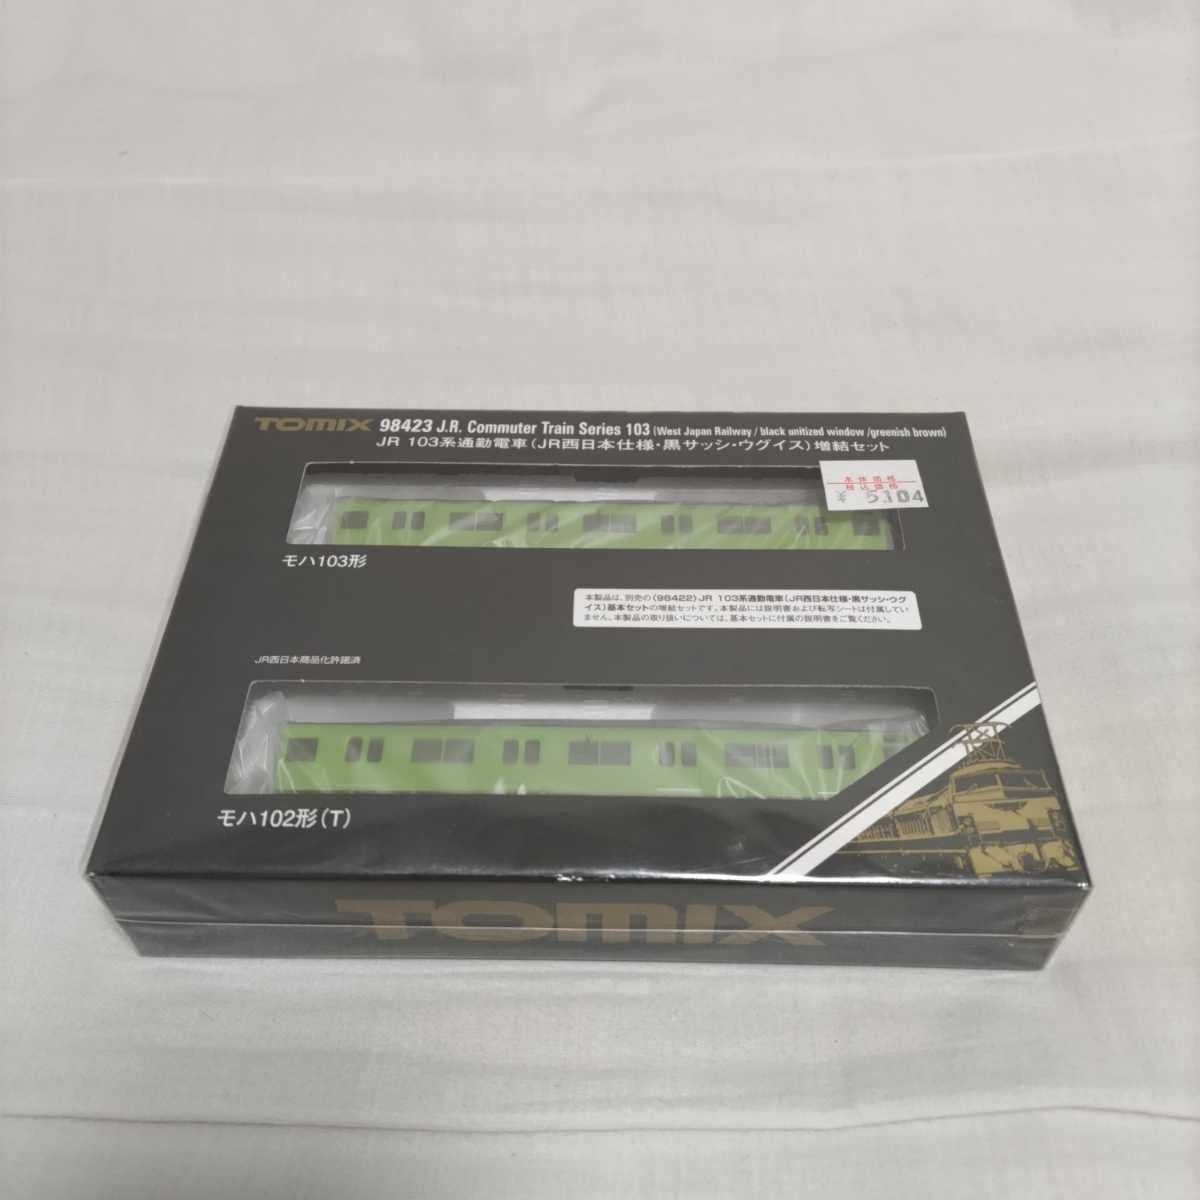 TOMIX 98423 J.R. Commuter Train Series 103 (West Japan Railway / black unitized window /greenish brown)
JR 103系通勤電車(JR西日本仕様・黒サッシ・ウグイス)増結セット
本体価格
税込価格
¥ 5104
モハ103形
本製品は、別売の〈98422〉JR 103系通勤電車(JR西日本仕様・黒サッシ・ウグ
イス)基本セットの増結セットです。本製品には説明書および転写シートは付属してい
ません。本製品の取り扱いについては、基本セットに付属の説明書をご覧ください。
JR西日本商品化許諾済
モハ102形(T)
TOMIX